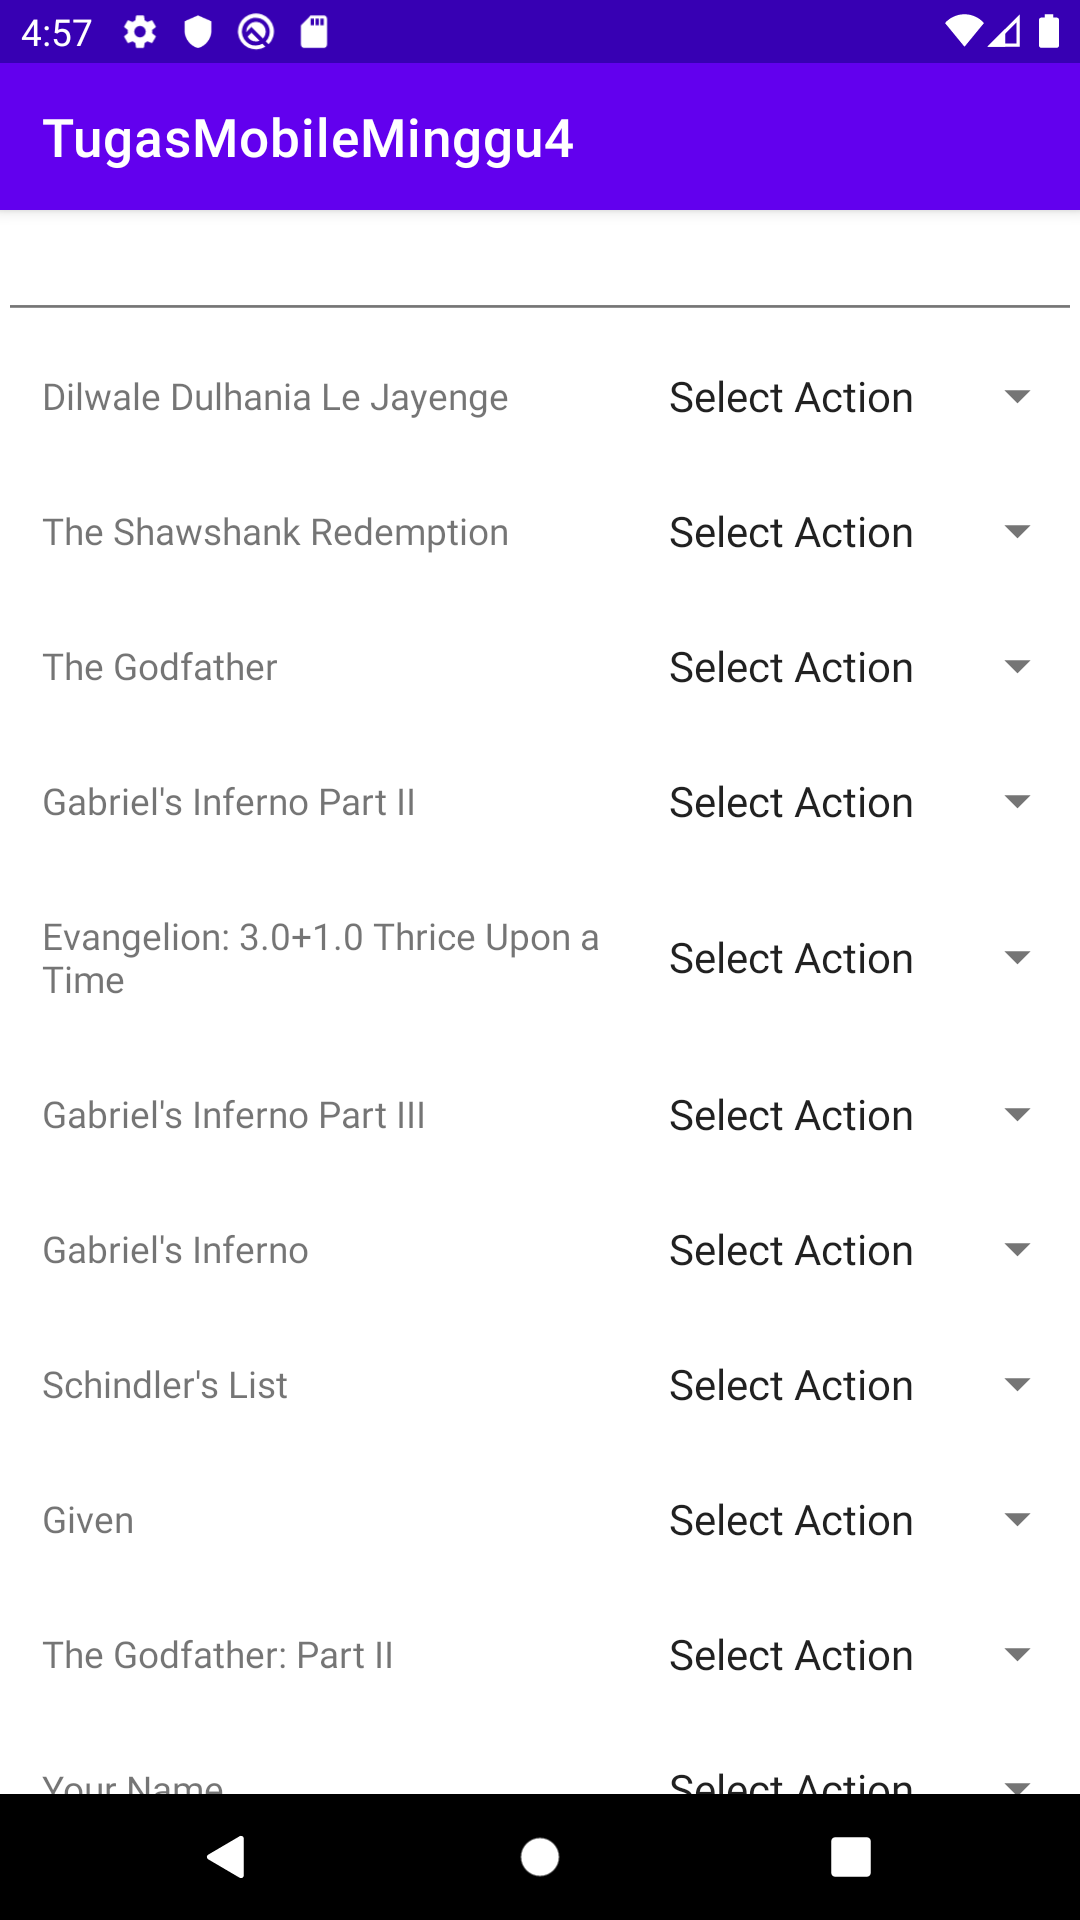 4:57
TugasMobileMinggu4
Dilwale Dulhania Le Jayenge Select Action
The Shawshank Redemption Select Action
The Godfather Select Action
Gabriel's Inferno Part II Select Action
Evangelion: 3.0+1.0 Thrice Upon a
Time Select Action
Gabriel's Inferno Part III Select Action
Gabriel's Inferno Select Action
Schindler's List Select Action
Given Select Action
The Godfather: Part II Select Action
Your Name Select Action